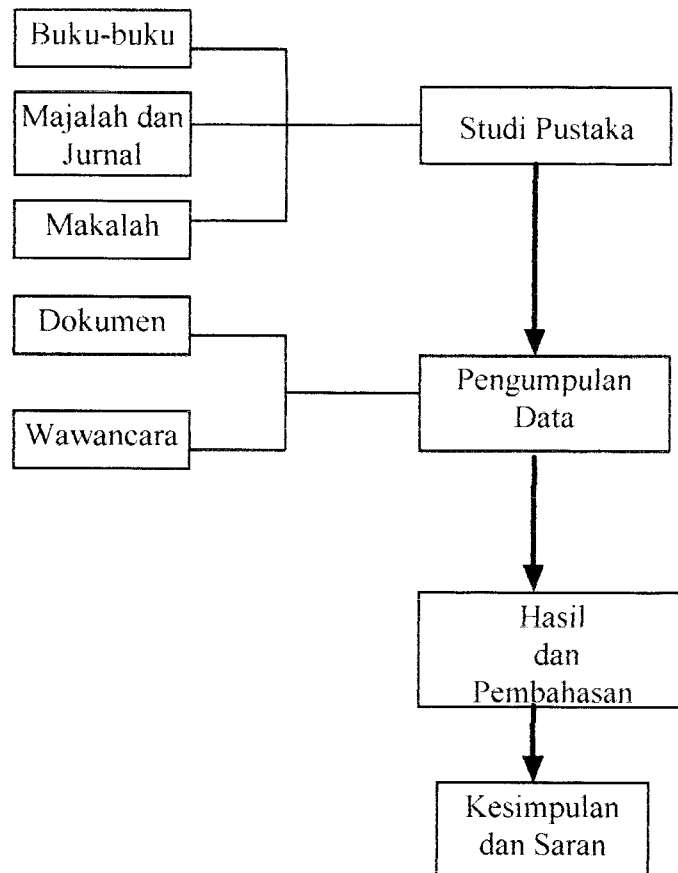 Buku-buku
Majalah dan
Jurnal
Studi Pustaka
Makalah
Dokumen
Pengumpulan
Data
Wawancara
Hasil
dan
Pembahasan
Kesimpulan
dan Saran